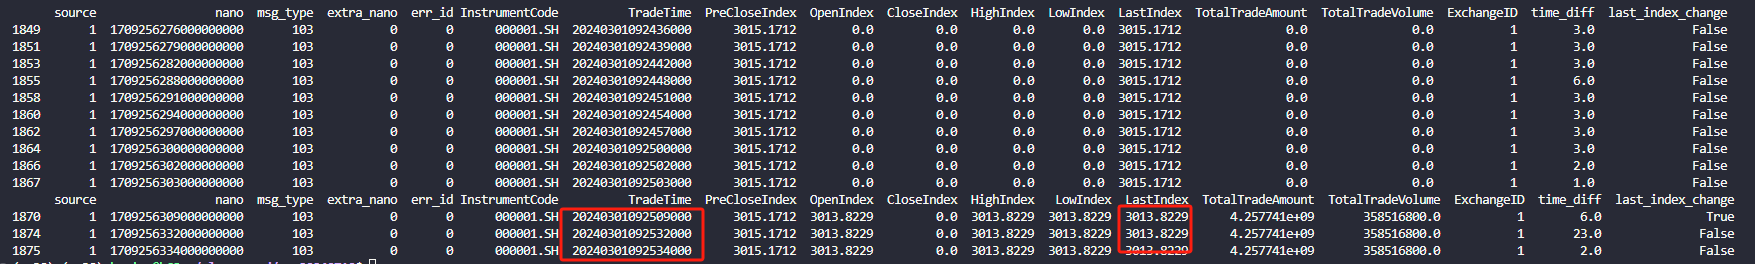 source nano msg_type extra_nano err_id InstrumentCode TradeTime PreCloseIndex OpenIndex CloseIndex HighIndex LowIndex LastIndex TotalTradeAmount TotalTradeVolume ExchangeID time_diff last_index_change
1849 1 1709256276000000000 103 0 0 000001.SH 20240301092436000 3015.1712 0.0 0.0 0.0 0.0 3015.1712 0.0 0.0 1 3.0 False
1851 1 1709256279000000000 103 0 0 000001.SH 20240301092439000 3015.1712 0.0 0.0 0.0 0.0 3015.1712 0.0 0.0 1 3.0 False
1853 1 1709256282000000000 103 0 0 000001.SH 20240301092442000 3015.1712 0.0 0.0 0.0 0.0 3015.1712 0.0 0.0 1 3.0 False
1855 1 1709256288000000000 103 0 0 000001.SH 20240301092448000 3015.1712 0.0 0.0 0.0 0.0 3015.1712 0.0 0.0 1 6.0 False
1858 1 1709256291000000000 103 0 0 000001.SH 20240301092451000 3015.1712 0.0 0.0 0.0 0.0 3015.1712 0.0 0.0 1 3.0 False
1860 1 1709256294000000000 103 0 0 000001.SH 20240301092454000 3015.1712 0.0 0.0 0.0 0.0 3015.1712 0.0 0.0 1 3.0 False
1862 1 1709256297000000000 103 0 0 000001.SH 20240301092457000 3015.1712 0.0 0.0 0.0 0.0 3015.1712 0.0 0.0 1 3.0 False
1864 1 1709256300000000000 103 0 0 000001.SH 20240301092500000 3015.1712 0.0 0.0 0.0 0.0 3015.1712 0.0 0.0 1 3.0 False
1866 1 1709256302000000000 103 0 0 000001.SH 20240301092502000 3015.1712 0.0 0.0 0.0 0.0 3015.1712 0.0 0.0 1 2.0 False
1867 1 1709256303000000000 103 0 0 000001.SH 20240301092503000 3015.1712 0.0 0.0 0.0 0.0 3015.1712 0.0 0.0 1 1.0 False
source nano msg_type extra_nano err_id InstrumentCode TradeTime PreCloseIndex OpenIndex CloseIndex HighIndex LowIndex LastIndex TotalTradeAmount TotalTradeVolume ExchangeID time_diff last_index_change
1870 1 1709256309000000000 103 0 0 000001.SH 20240301092509000 3015.1712 3013.8229 0.0 3013.8229 3013.8229 3013.8229 4.257741e+09 358516800.0 1 6.0 True
1874 1 1709256332000000000 103 0 0 000001.SH 20240301092532000 3015.1712 3013.8229 0.0 3013.8229 3013.8229 3013.8229 4.257741e+09 358516800.0 1 23.0 False
1875 1 1709256334000000000 103 0 0 000001.SH 20240301092534000 3015.1712 3013.8229 0.0 3013.8229 3013.8229 3013.8229 4.257741e+09 358516800.0 1 2.0 False